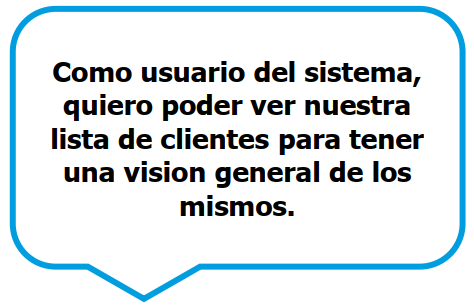 Como usuario del sistema,
quiero poder ver nuestra
lista de clientes para tener
una vision general de los
mismos.